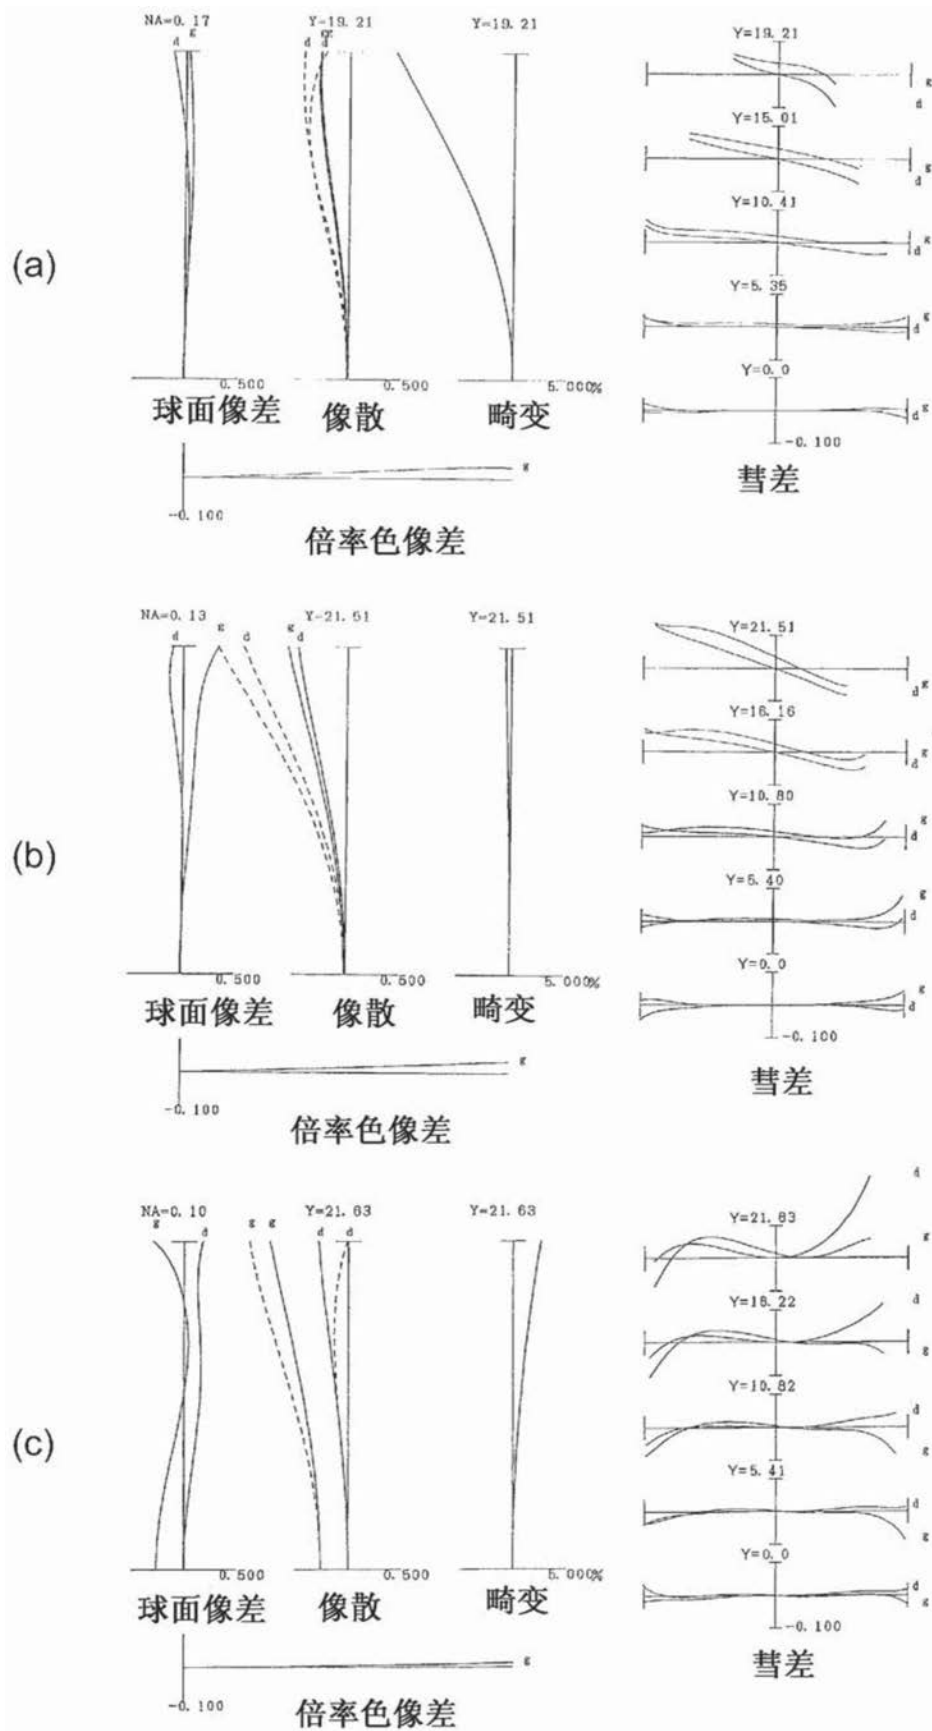 (a)
NA=0.17
d
g
Y=19.21
g
d
d
Y=19.21
0.500
0.500
5.000%
球面像差
像散
畸变
g
-0.100
倍率色像差
Y=19.21
g
d
Y=15.01
g
d
Y=10.41
g
d
Y=5.35
g
d
Y=0.0
g
d
-0.100
彗差
(b)
NA=0.13
d
g
d
Y=21.51
g
d
Y=21.51
0.500
0.500
5.000%
球面像差
像散
畸变
g
-0.100
倍率色像差
Y=21.51
g
d
Y=16.16
g
d
Y=10.80
g
d
Y=5.40
g
d
Y=0.0
g
d
-0.100
彗差
(c)
NA=0.10
g
d
Y=21.63
g
g
d
d
Y=21.63
0.500
0.500
5.000%
球面像差
像散
畸变
g
-0.100
倍率色像差
d
Y=21.63
g
d
Y=16.22
g
d
Y=10.82
g
d
Y=5.41
g
Y=0.0
d
g
-0.100
彗差